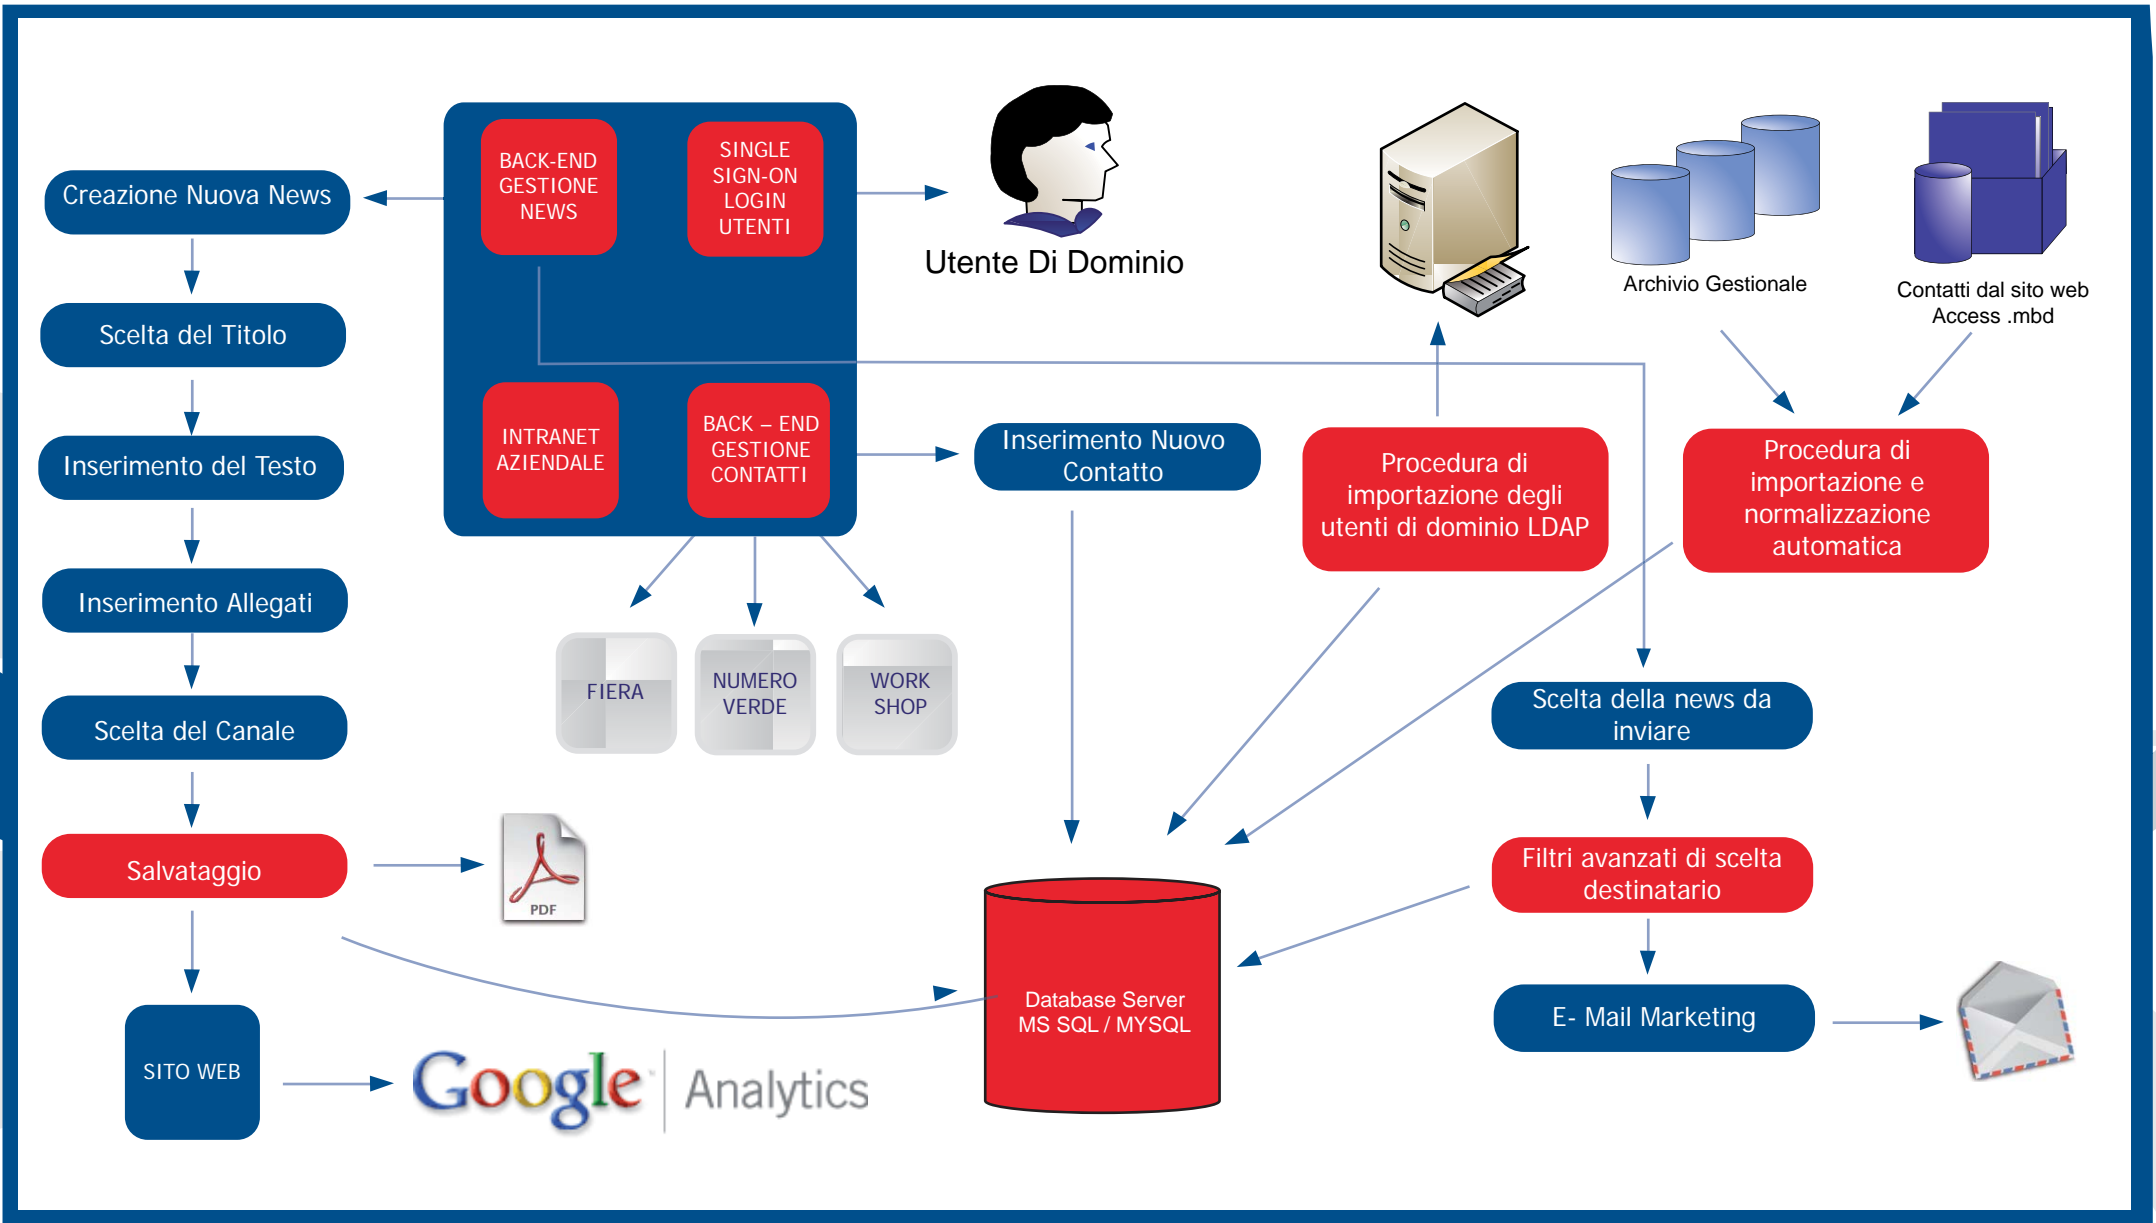 BACK-END
GESTIONE
NEWS
SINGLE
SIGN-ON
LOGIN
UTENTI
Creazione Nuova News
Utente Di Dominio
Archivio Gestionale
Contatti dal sito web
Access .mbd
Scelta del Titolo
INTRANET
AZIENDALE
BACK – END
GESTIONE
CONTATTI
Inserimento Nuovo
Contatto
Procedura di
importazione degli
utenti di dominio LDAP
Procedura di
importazione e
normalizzazione
automatica
Inserimento del Testo
Inserimento Allegati
FIERA
NUMERO
VERDE
WORK
SHOP
Scelta del Canale
Scelta della news da
inviare
Salvataggio
PDF
Filtri avanzati di scelta
destinatario
Database Server
MS SQL / MYSQL
E- Mail Marketing
SITO WEB
Google Analytics